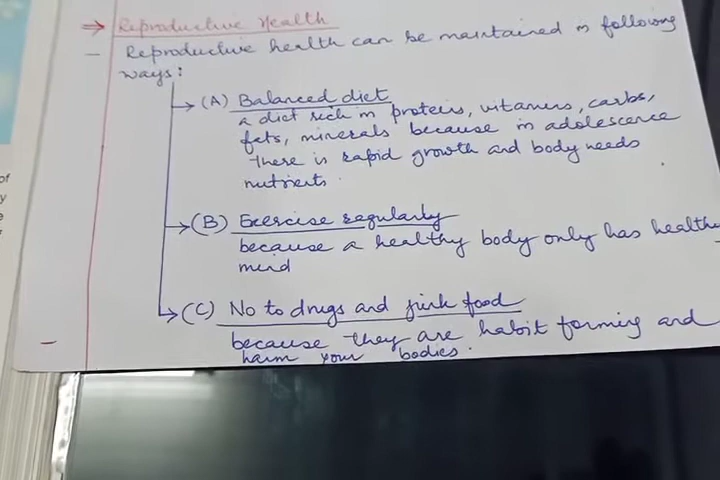 ⇒ Reproductive Health
– Reproductive health can be maintained in following
ways:
→ (A) Balanced diet
a diet rich in proteins, vitamins, carbs,
fats, minerals because in adolescence
there is rapid growth and body needs
nutrients.
→ (B) Exercise regularly
because a healthy body only has healthy
mind
→ (C) No to drugs and junk food
because they are habit forming and
harm your bodies.
of
y
e